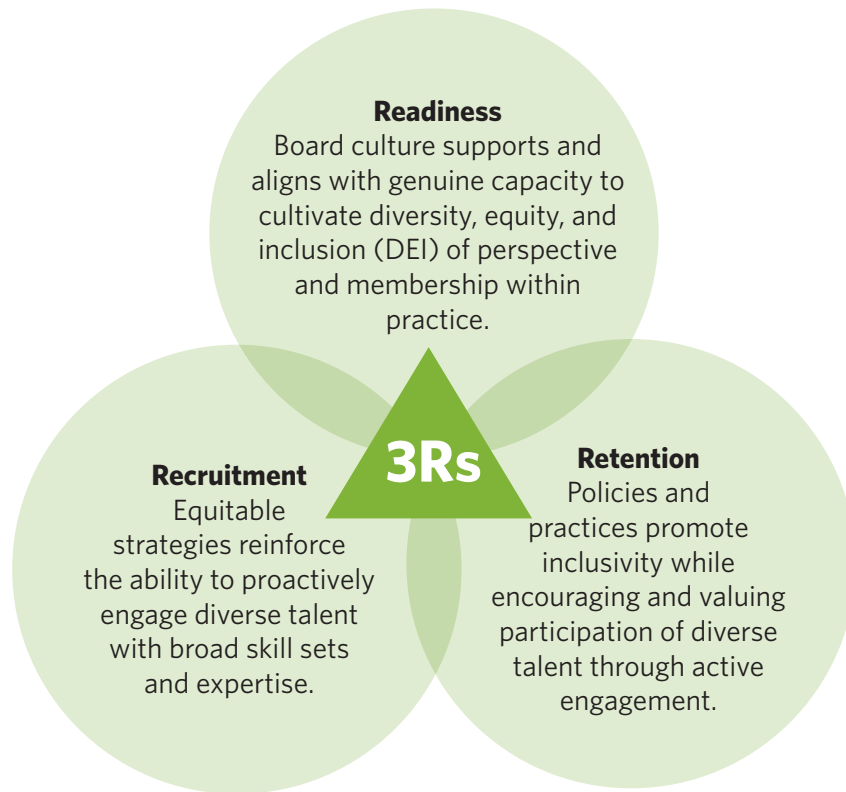 Readiness
Board culture supports and
aligns with genuine capacity to
cultivate diversity, equity, and
inclusion (DEI) of perspective
and membership within
practice.
3Rs
Recruitment
Equitable
strategies reinforce
the ability to proactively
engage diverse talent
with broad skill sets
and expertise.
Retention
Policies and
practices promote
inclusivity while
encouraging and valuing
participation of diverse
talent through active
engagement.